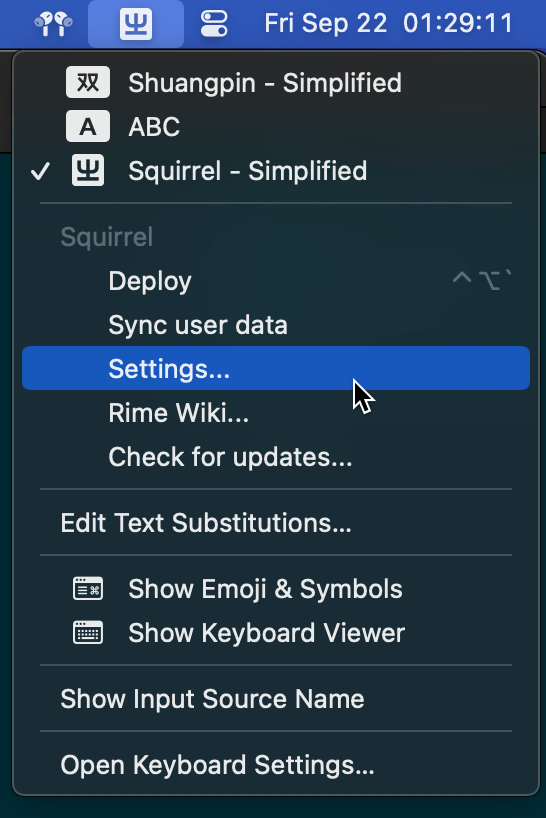 Fri Sep 22 01:29:11
双 Shuangpin - Simplified
A ABC
✓ Squirrel - Simplified
Squirrel
Deploy ⌃⌥`
Sync user data
Settings...
Rime Wiki...
Check for updates...
Edit Text Substitutions...
Show Emoji & Symbols
Show Keyboard Viewer
Show Input Source Name
Open Keyboard Settings...